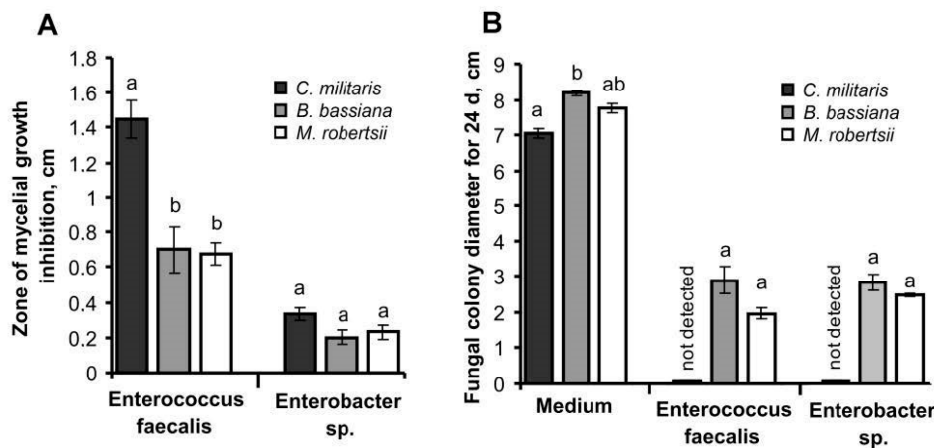 A
Zone of mycelial growth
inhibition, cm
1.8
1.6
1.4
1.2
1
0.8
0.6
0.4
0.2
0
C. militaris
B. bassiana
M. robertsii
a
b
b
a
a
a
Enterococcus
faecalis
Enterobacter
sp.
B
Fungal colony diameter for 24 d, cm
9
8
7
6
5
4
3
2
1
0
C. militaris
B. bassiana
M. robertsii
a
b
ab
not detected
a
a
not detected
a
a
Medium
Enterococcus
faecalis
Enterobacter
sp.